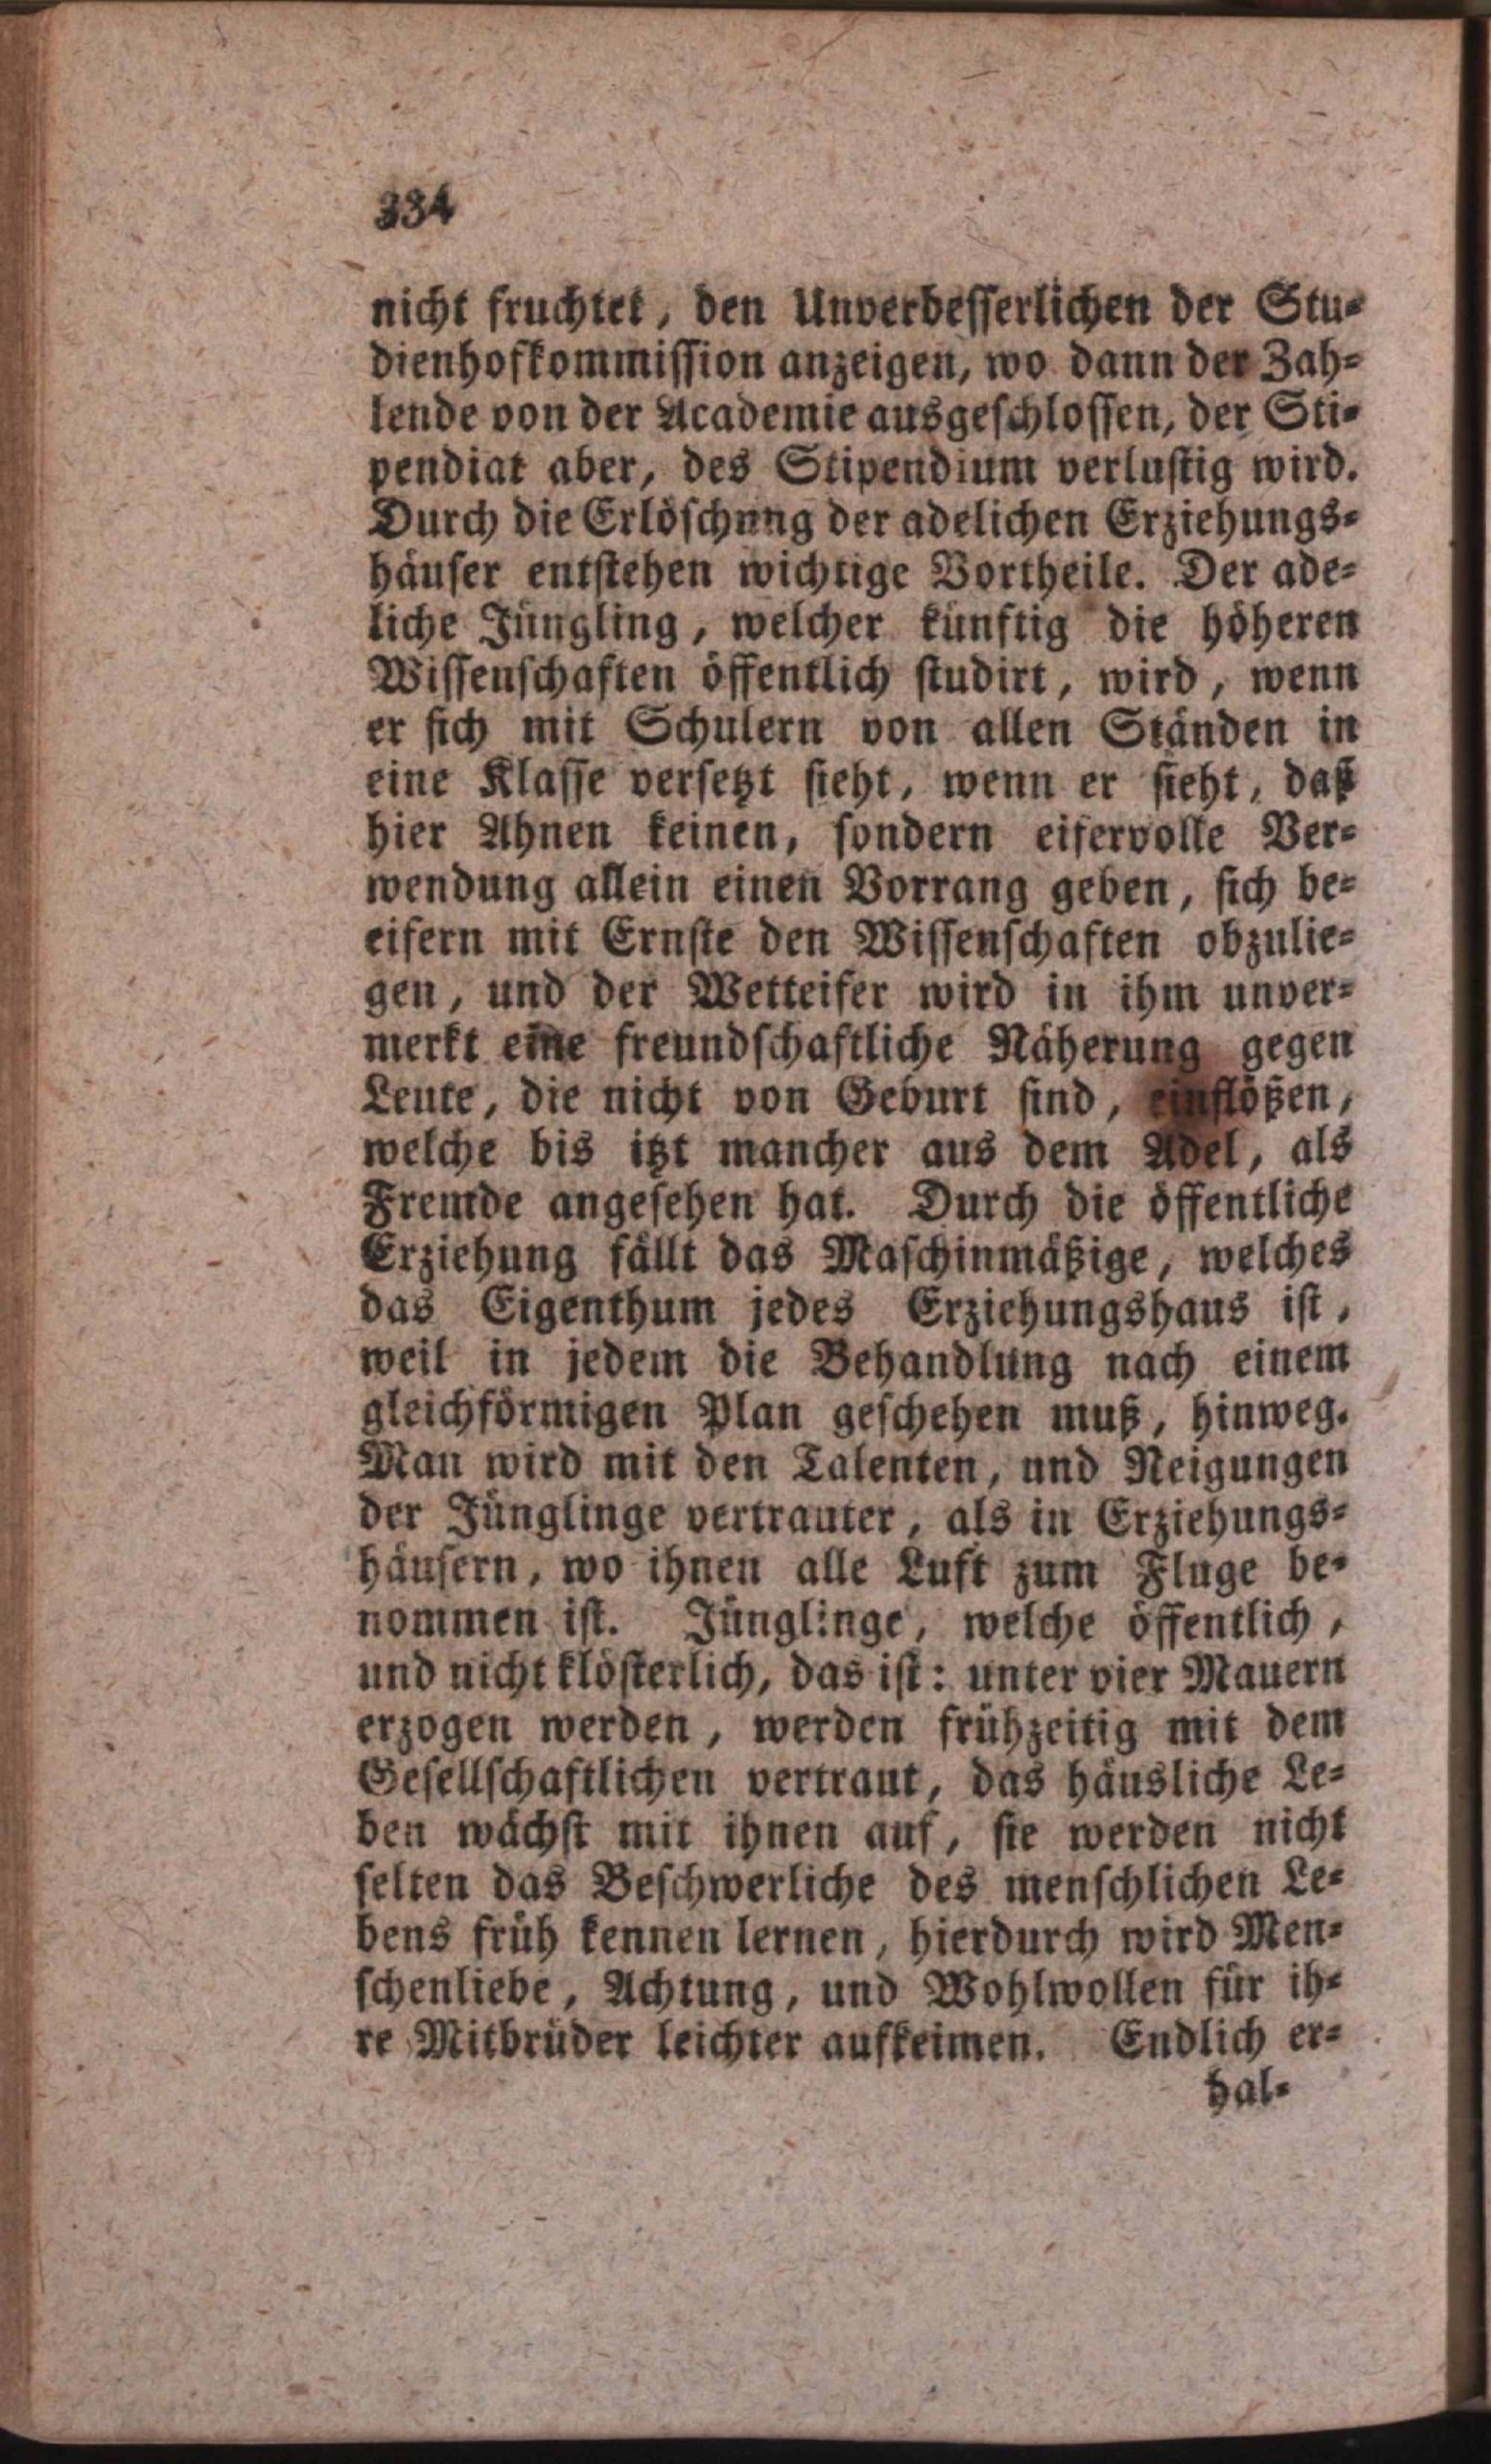 334
nicht fruchtet, den Unverbesserlichen der Stu-
dienhofkommission anzeigen, wo dann der Zah-
lende von der Academie ausgeschlossen, der Sti-
pendiat aber, des Stipendium verlustig wird.
Durch die Erlöschung der adelichen Erziehungs-
häuser entstehen wichtige Vortheile. Der ade-
liche Jüngling, welcher künftig die höheren
Wissenschaften öffentlich studirt, wird, wenn
er sich mit Schulern von allen Ständen in
eine Klasse versetzt sieht, wenn er sieht, daß
hier Ahnen keinen, sondern eifervolle Ver-
wendung allein einen Vorrang geben, sich be-
eifern mit Ernste den Wissenschaften obzulie-
gen, und der Wetteifer wird in ihm unver-
merkt eine freundschaftliche Näherung gegen
Leute, die nicht von Geburt sind, einflößen,
welche bis itzt mancher aus dem Adel, als
Fremde angesehen hat. Durch die öffentliche
Erziehung fällt das Maschinmäßige, welches
das Eigenthum jedes Erziehungshaus ist,
weil in jedem die Behandlung nach einem
gleichförmigen Plan geschehen muß, hinweg.
Man wird mit den Talenten, und Neigungen
der Jünglinge vertrauter, als in Erziehungs-
häusern, wo ihnen alle Luft zum Fluge be-
nommen ist. Jünglinge, welche öffentlich,
und nicht klösterlich, das ist: unter vier Mauern
erzogen werden, werden frühzeitig mit dem
Gesellschaftlichen vertraut, das häusliche Le-
ben wächst mit ihnen auf, sie werden nicht
selten das Beschwerliche des menschlichen Le-
bens früh kennen lernen, hierdurch wird Men-
schenliebe, Achtung, und Wohlwollen für ih-
re Mitbrüder leichter aufkeimen. Endlich er-
hal-